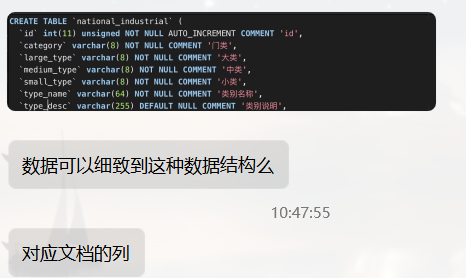 CREATE TABLE `national_industrial` (
`id` int(11) unsigned NOT NULL AUTO_INCREMENT COMMENT 'id',
`category` varchar(8) NOT NULL COMMENT '门类',
`large_type` varchar(8) NOT NULL COMMENT '大类',
`medium_type` varchar(8) NOT NULL COMMENT '中类',
`small_type` varchar(8) NOT NULL COMMENT '小类',
`type_name` varchar(64) NOT NULL COMMENT '类别名称',
`type_desc` varchar(255) DEFAULT NULL COMMENT '类别说明',
数据可以细致到这种数据结构么
10:47:55
对应文档的列